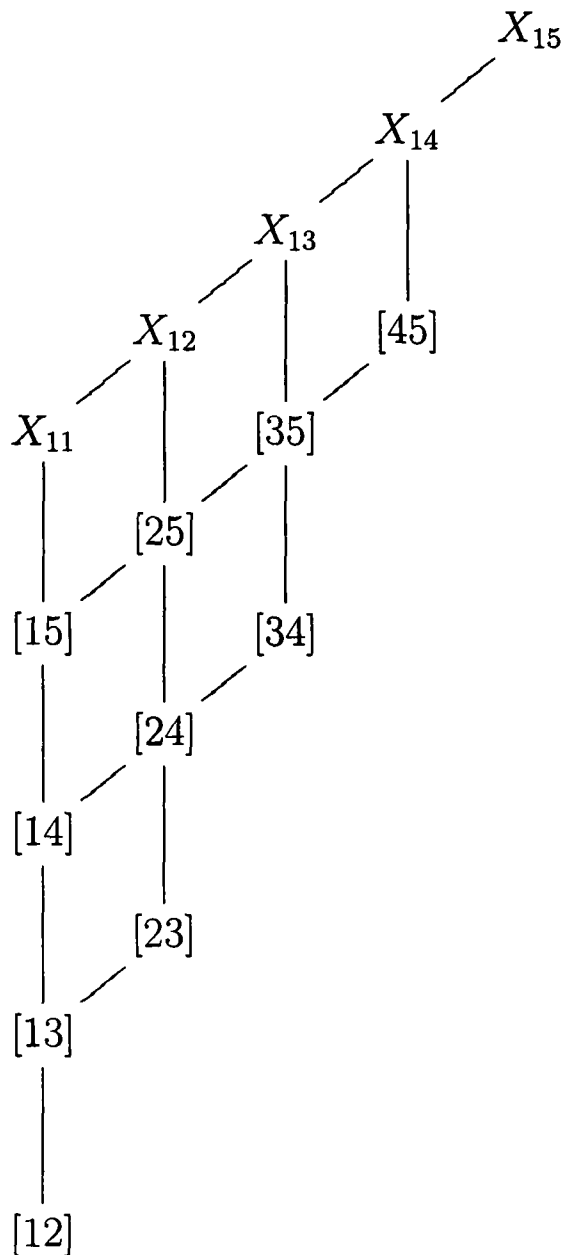 X₁₅
X₁₄
X₁₃
X₁₂ [45]
X₁₁ [35]
[25]
[15] [34]
[24]
[14]
[23]
[13]
[12]